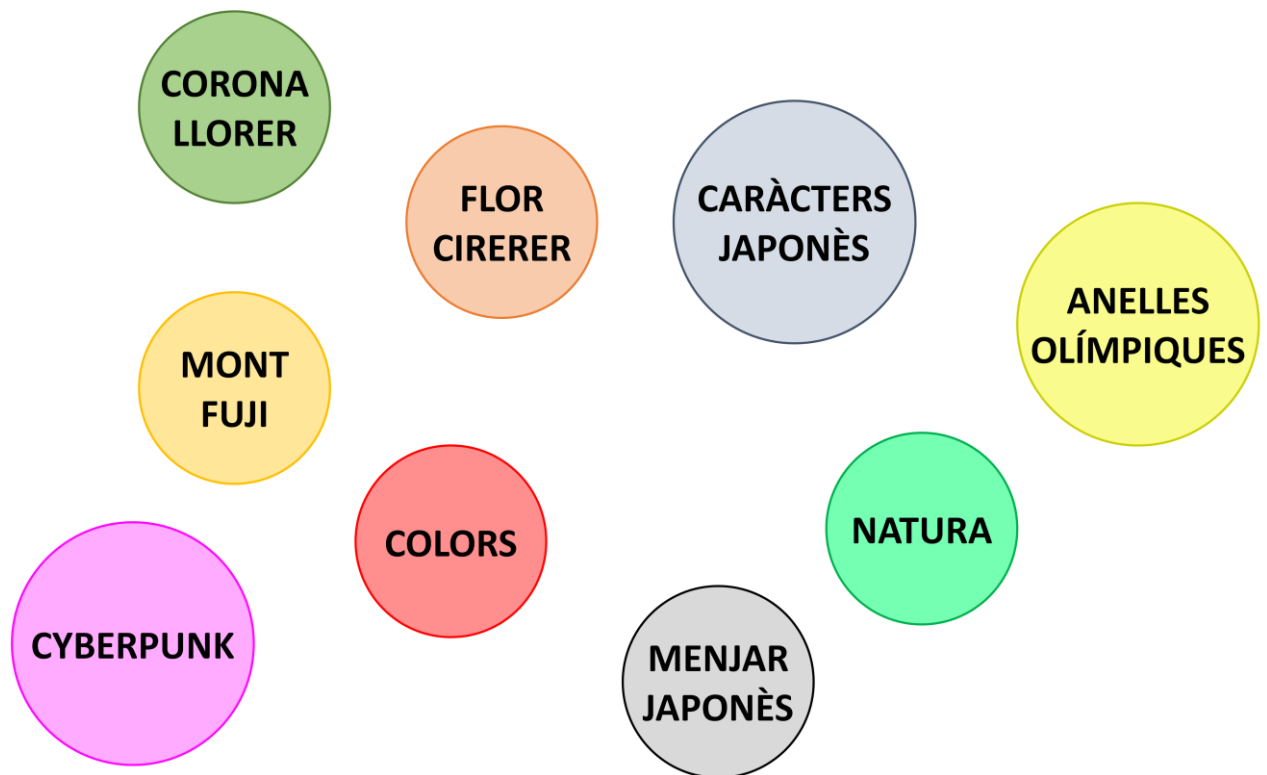 CORONA
LLORER
FLOR
CIRERER
CARÀCTERS
JAPONÈS
ANELLES
OLÍMPIQUES
MONT
FUJI
COLORS
NATURA
CYBERPUNK
MENJAR
JAPONÈS